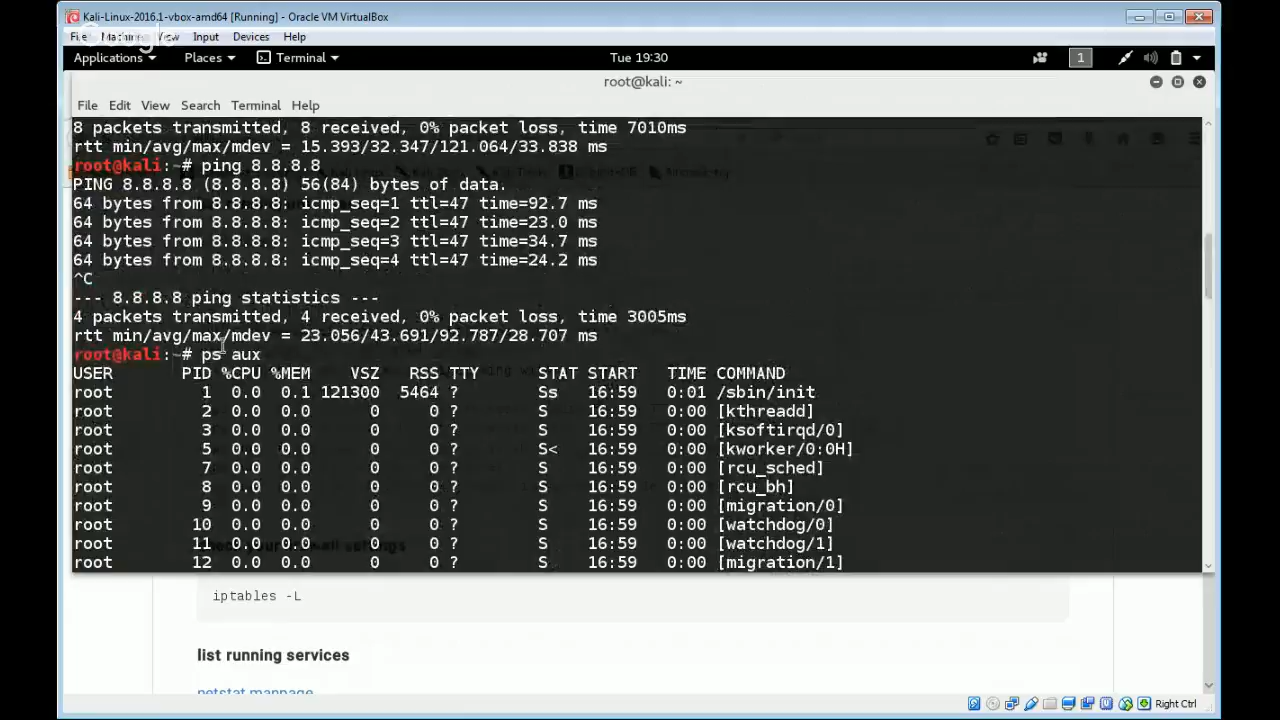 Kali-Linux-2016.1-vbox-amd64 [Running] - Oracle VM VirtualBox
File Machine View Input Devices Help
Google
Applications Places Terminal Tue 19:30 1
root@kali: ~
File Edit View Search Terminal Help
8 packets transmitted, 8 received, 0% packet loss, time 7010ms
rtt min/avg/max/mdev = 15.393/32.347/121.064/33.838 ms
root@kali:~# ping 8.8.8.8
PING 8.8.8.8 (8.8.8.8) 56(84) bytes of data.
64 bytes from 8.8.8.8: icmp_seq=1 ttl=47 time=92.7 ms
64 bytes from 8.8.8.8: icmp_seq=2 ttl=47 time=23.0 ms
64 bytes from 8.8.8.8: icmp_seq=3 ttl=47 time=34.7 ms
64 bytes from 8.8.8.8: icmp_seq=4 ttl=47 time=24.2 ms
^C
--- 8.8.8.8 ping statistics ---
4 packets transmitted, 4 received, 0% packet loss, time 3005ms
rtt min/avg/max/mdev = 23.056/43.691/92.787/28.707 ms
root@kali:~# ps aux
USER PID %CPU %MEM VSZ RSS TTY STAT START TIME COMMAND
root 1 0.0 0.1 121300 5464 ? Ss 16:59 0:01 /sbin/init
root 2 0.0 0.0 0 0 ? S 16:59 0:00 [kthreadd]
root 3 0.0 0.0 0 0 ? S 16:59 0:00 [ksoftirqd/0]
root 5 0.0 0.0 0 0 ? S< 16:59 0:00 [kworker/0:0H]
root 7 0.0 0.0 0 0 ? S 16:59 0:00 [rcu_sched]
root 8 0.0 0.0 0 0 ? S 16:59 0:00 [rcu_bh]
root 9 0.0 0.0 0 0 ? S 16:59 0:00 [migration/0]
root 10 0.0 0.0 0 0 ? S 16:59 0:00 [watchdog/0]
root 11 0.0 0.0 0 0 ? S 16:59 0:00 [watchdog/1]
root 12 0.0 0.0 0 0 ? S 16:59 0:00 [migration/1]
iptables -L
list running services
netstat manpage
Right Ctrl